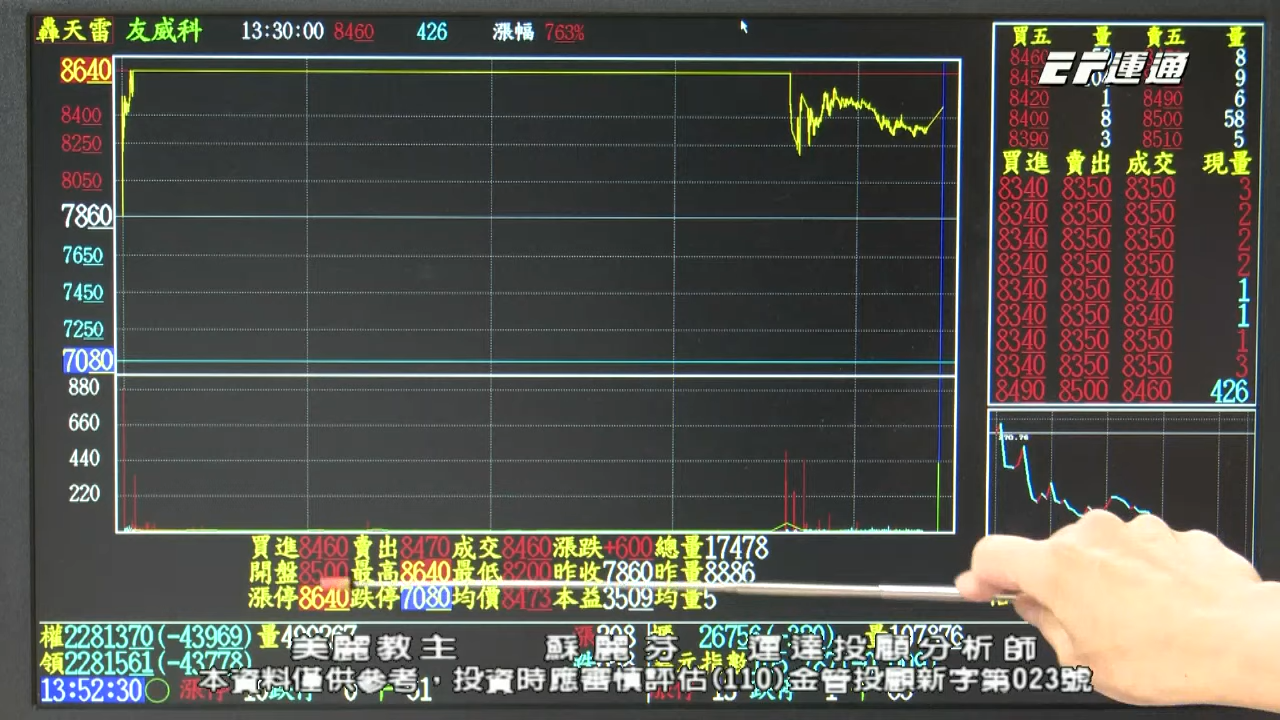 轟天雷 友威科 13:30:00 8460 426 漲幅 763%
8640
8400
8250
8050
7860
7650
7450
7250
7080
880
660
440
220
買五 量 賣五 量
8
EF運通
9
8420 1 8490 6
8400 8 8500 58
8390 3 8510 5
買進 賣出 成交 現量
8340 8350 8350 3
8340 8350 8350 2
8340 8350 8350 2
8340 8350 8350 2
8340 8350 8340 1
8340 8350 8340 1
8340 8350 8350 1
8340 8350 8350 3
8490 8500 8460 426
買進8460賣出8470成交8460漲跌+600總量17478
開盤8500最高8640最低8200昨收7860昨量8886
漲停8640跌停7080均價8473本益3509均量5
權2281370(-43969)量
領2281561(-43778)
美麗教主 蘇麗芬 運達投顧分析師
本資料僅供參考，投資時應審慎評估(110)金管投顧新字第023號
13:52:30